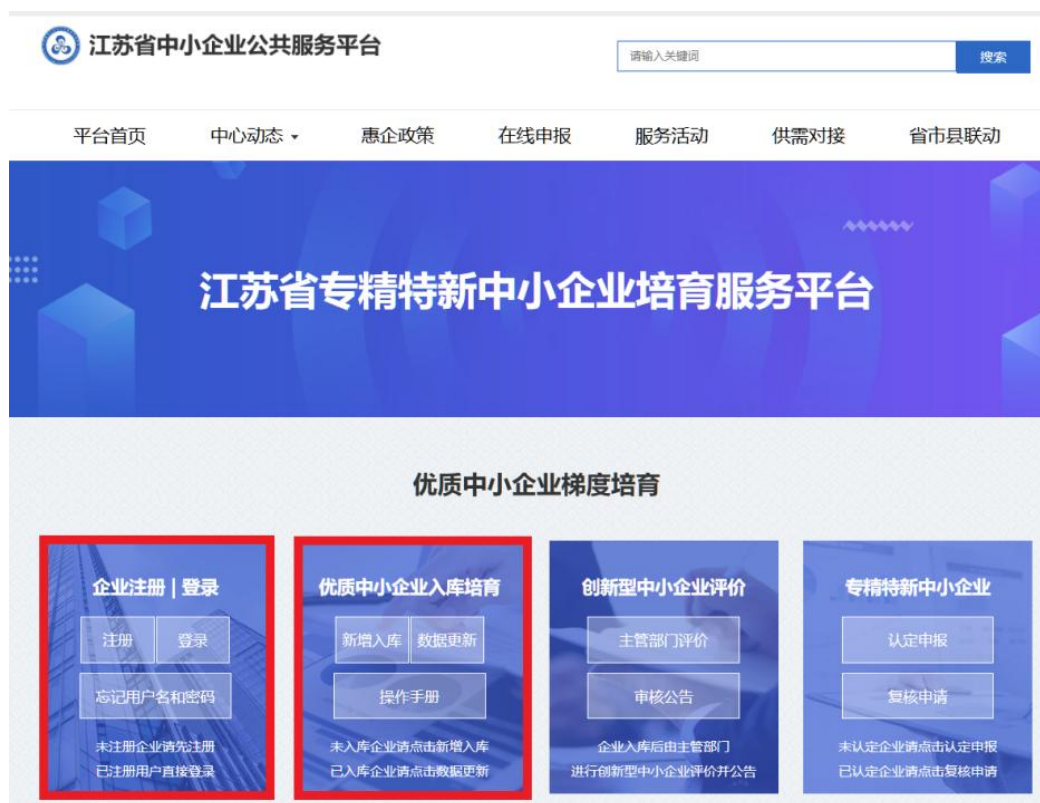 江苏省中小企业公共服务平台
请输入关键词
搜索
平台首页 中心动态 惠企政策 在线申报 服务活动 供需对接 省市县联动
江苏省专精特新中小企业培育服务平台
优质中小企业梯度培育
企业注册 | 登录
注册 登录
忘记用户名和密码
未注册企业请先注册
已注册用户直接登录
优质中小企业入库培育
新增入库 数据更新
操作手册
未入库企业请点击新增入库
已入库企业请点击数据更新
创新型中小企业评价
主管部门评价
审核公告
企业入库后由主管部门
进行创新型中小企业评价并公告
专精特新中小企业
认定申报
复核申请
未认定企业请点击认定申报
已认定企业请点击复核申请